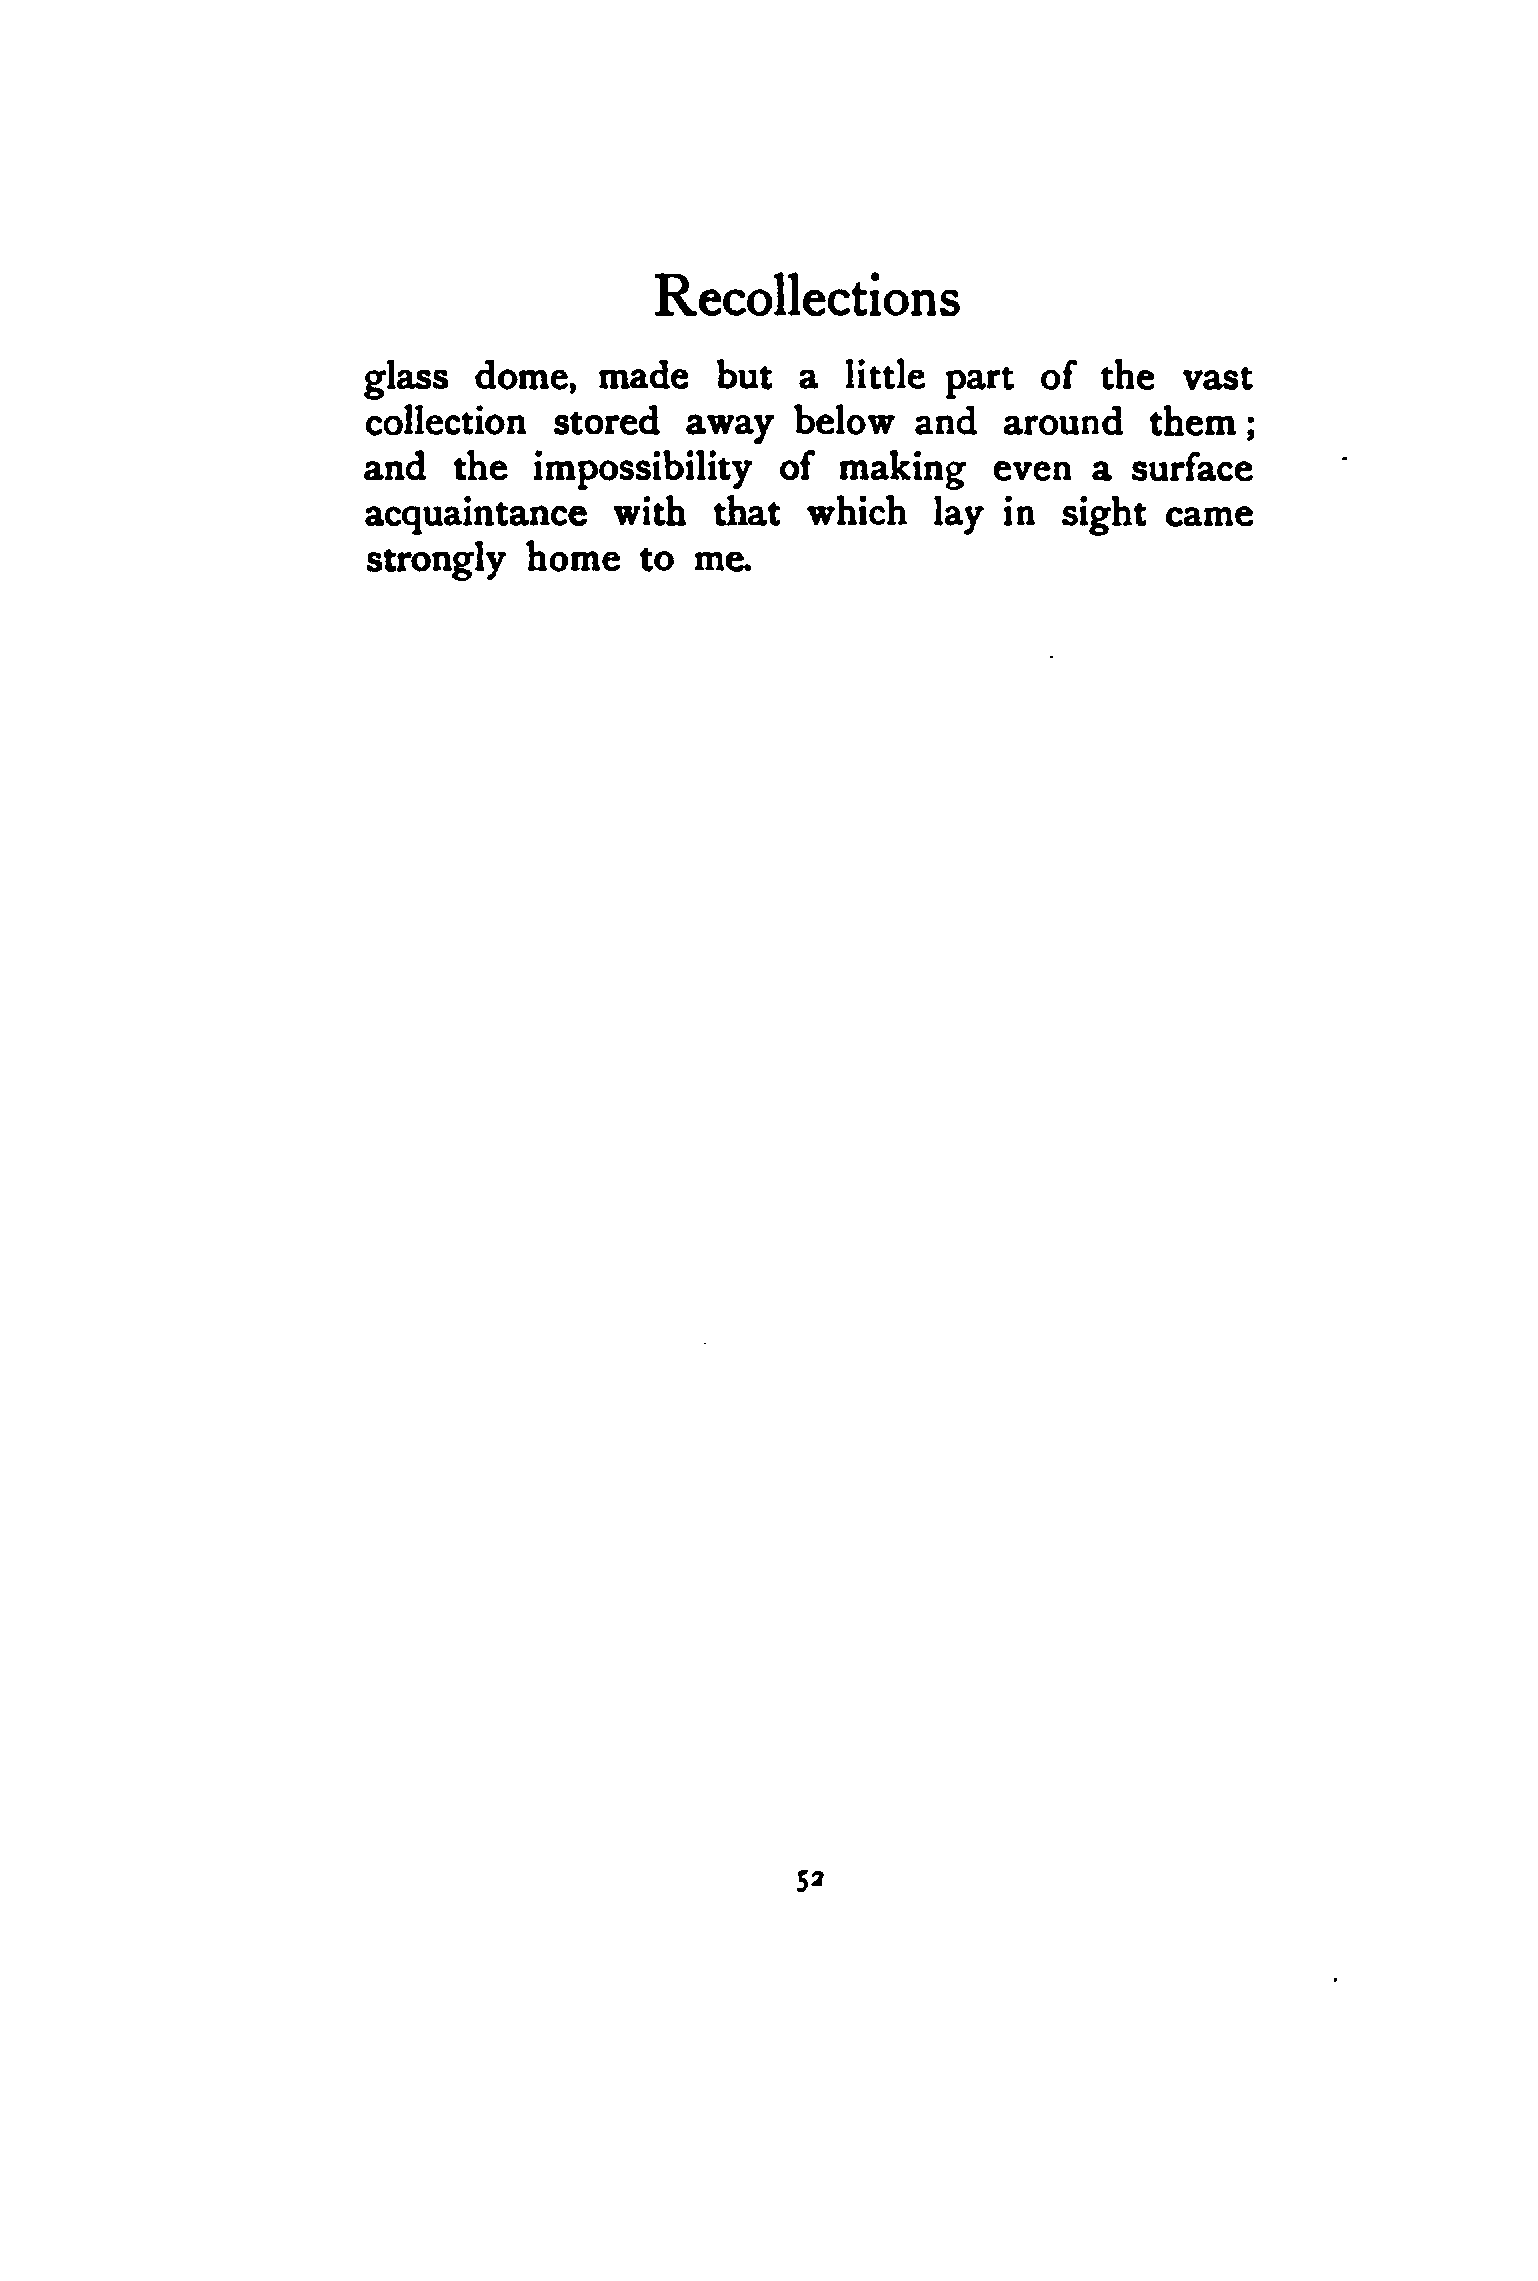 Recollections
glass dome, made but a little part of the vast
collection stored away below and around them ;
and the impossibility of making even a surface
acquaintance with that which lay in sight came
strongly home to me.
52